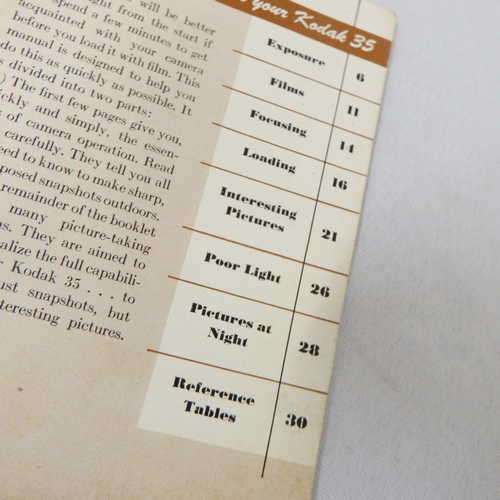 will be better
ght from the start if
spend a few minutes to get
acquainted with your camera
before you load it with film. This
manual is designed to help you
do this as quickly as possible. It
s divided into two parts:
) The first few pages give you,
ckly and simply, the essen-
of camera operation. Read
carefully. They tell you all
eed to know to make sharp,
posed snapshots outdoors.
remainder of the booklet
many picture-taking
ns. They are aimed to
alize the full capabili-
r Kodak 35 . . . to
ust snapshots, but
teresting pictures.
your Kodak 35
Exposure 6
Films 11
Focusing 14
Loading 16
Interesting
Pictures 21
Poor Light 26
Pictures at
Night 28
Reference
Tables 30